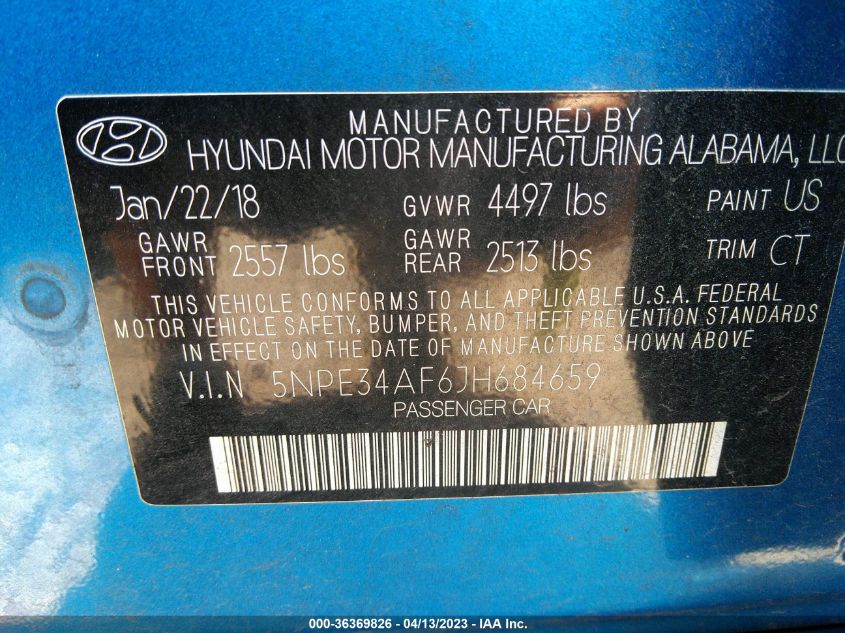 MANUFACTURED BY
HYUNDAI MOTOR MANUFACTURING ALABAMA, LLC
Jan/22/18 GVWR 4497 lbs PAINT US
GAWR FRONT 2557 lbs GAWR REAR 2513 lbs TRIM CT
THIS VEHICLE CONFORMS TO ALL APPLICABLE U.S.A. FEDERAL
MOTOR VEHICLE SAFETY, BUMPER, AND THEFT PREVENTION STANDARDS
IN EFFECT ON THE DATE OF MANUFACTURE SHOWN ABOVE
V.I.N 5NPE34AF6JH684659
PASSENGER CAR
000-36369826 - 04/13/2023 - IAA Inc.